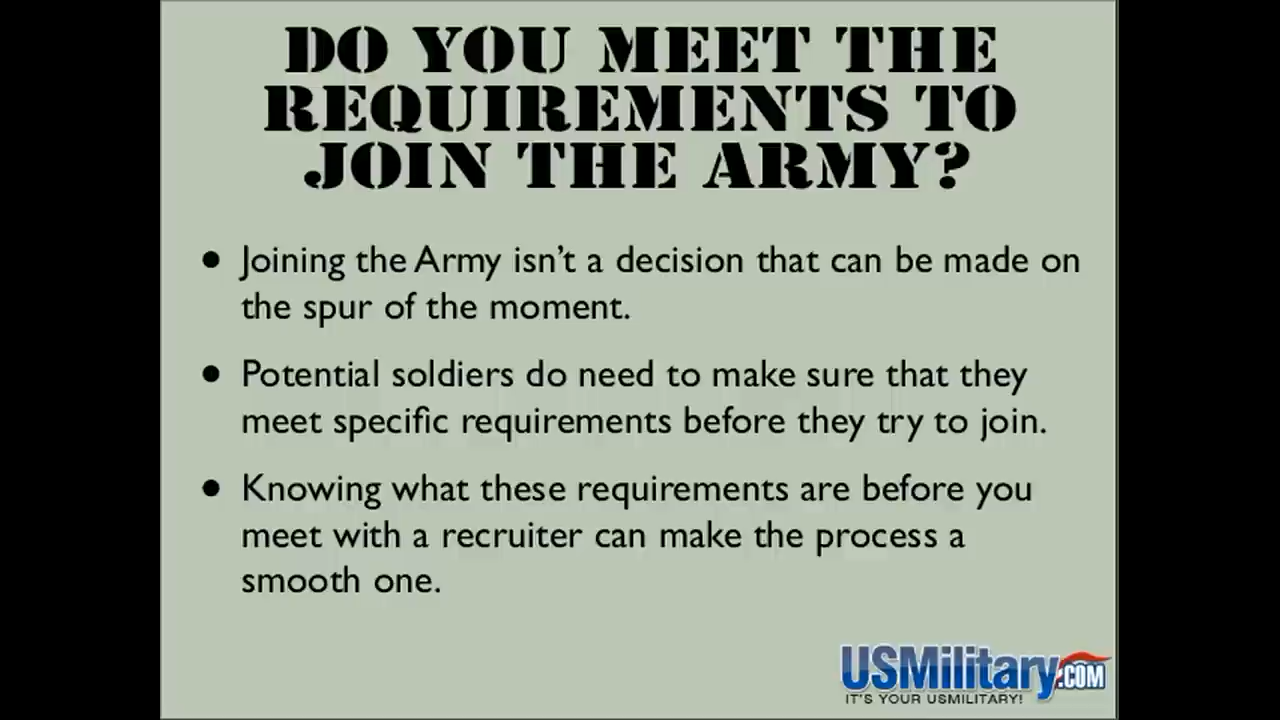 DO YOU MEET THE
REQUIREMENTS TO
JOIN THE ARMY?
• Joining the Army isn't a decision that can be made on
the spur of the moment.
• Potential soldiers do need to make sure that they
meet specific requirements before they try to join.
• Knowing what these requirements are before you
meet with a recruiter can make the process a
smooth one.
USMilitary.COM
IT'S YOUR USMILITARY!